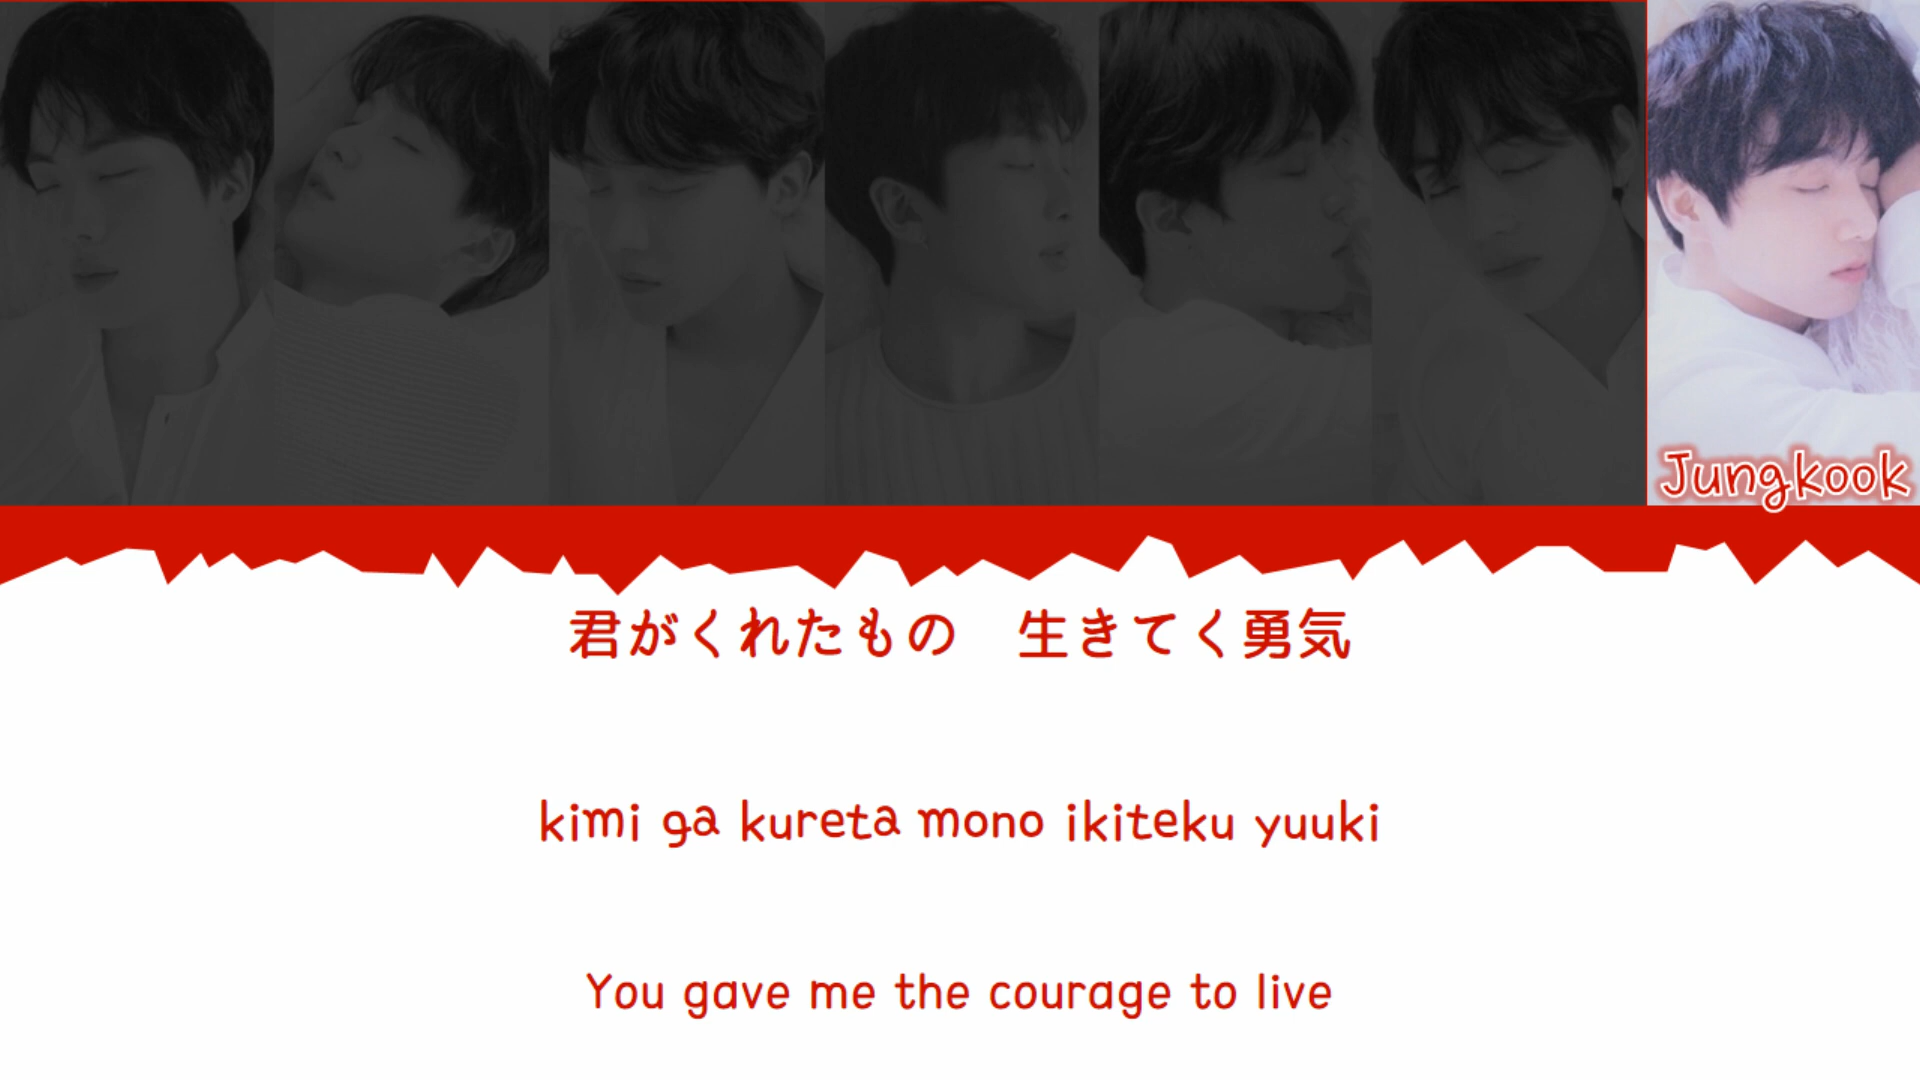 Jungkook
君がくれたもの　生きてく勇気
kimi ga kureta mono ikiteku yuuki
You gave me the courage to live